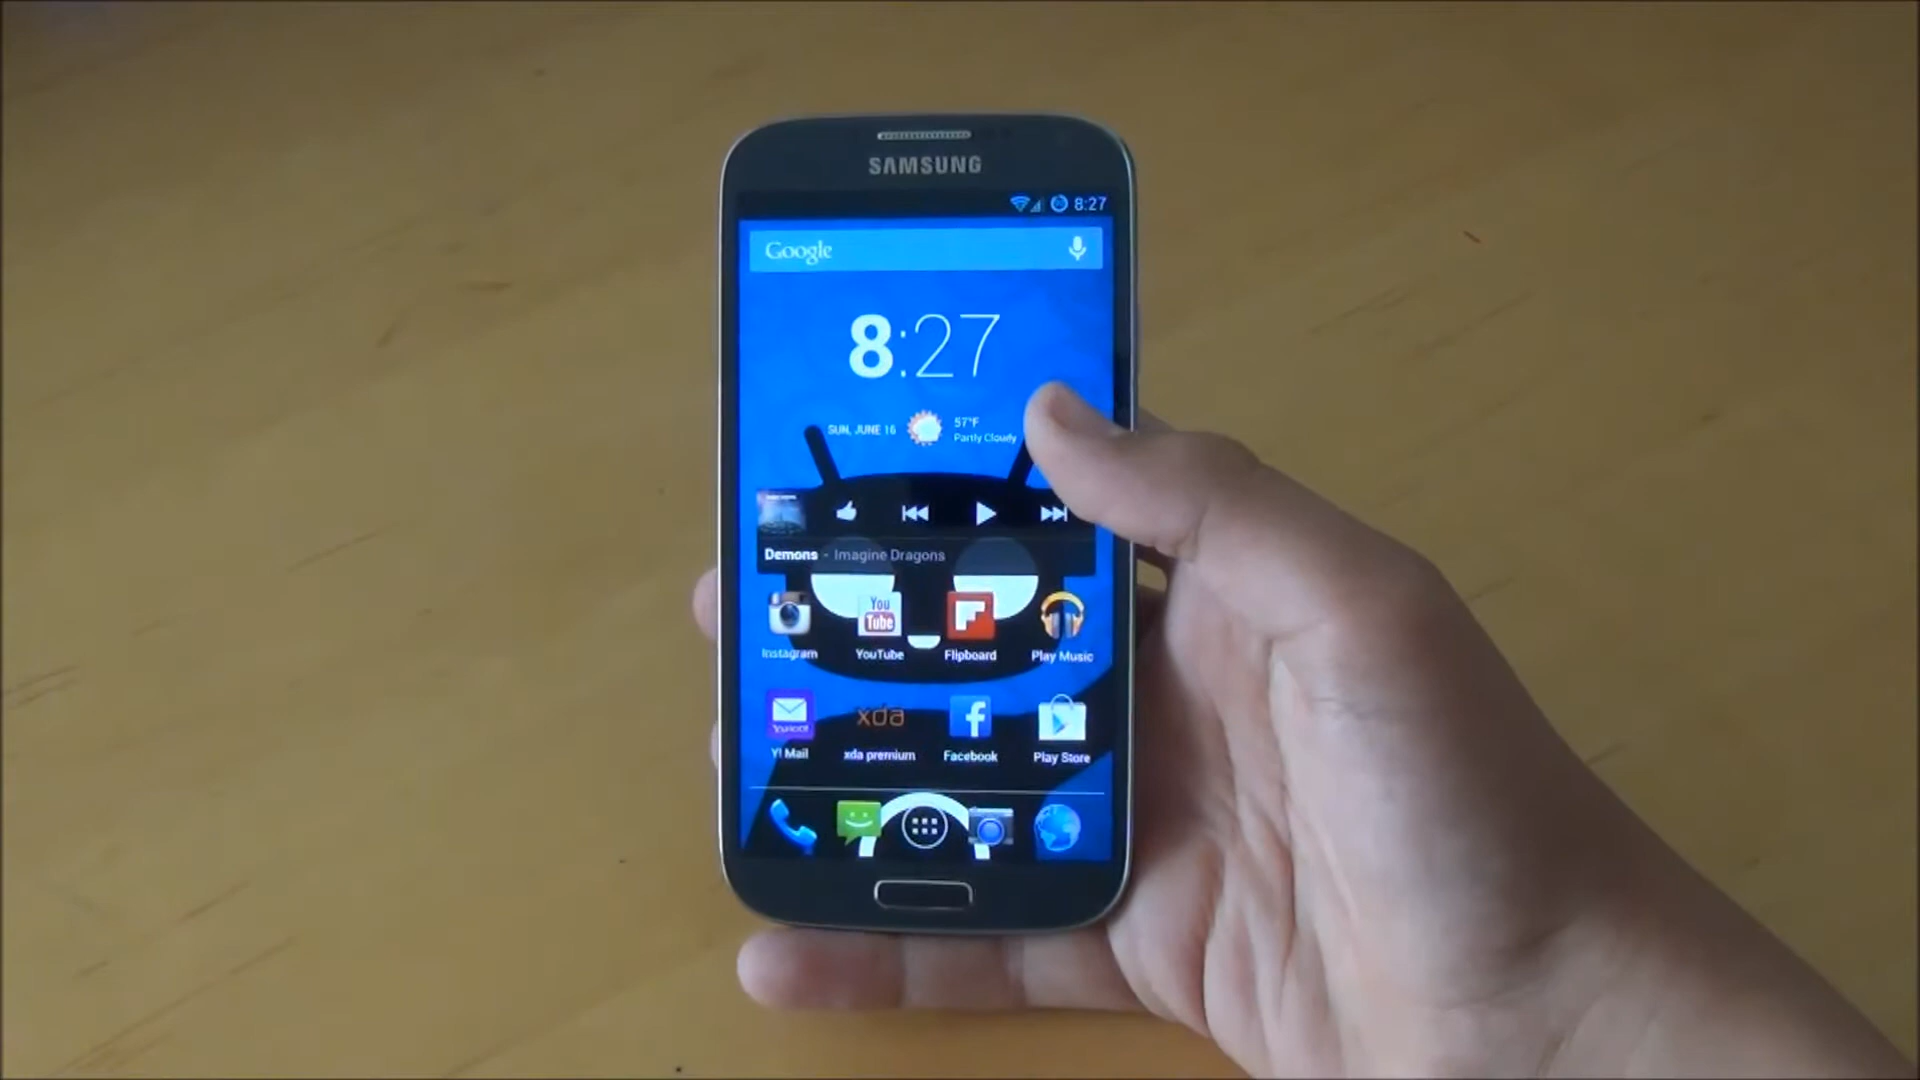 SAMSUNG
8:27
Google
8:27
SUN, JUNE 16
57°F
Partly Cloudy
Demons - Imagine Dragons
Instagram
You
Tube
YouTube
Flipboard
Play Music
YAHOO!
Y! Mail
xda
xda premium
Facebook
Play Store